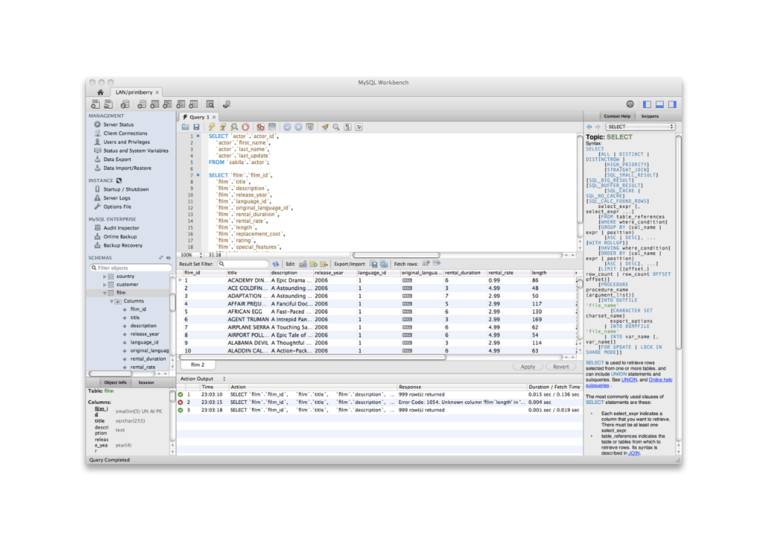 MySQL Workbench
LAN/printberry
MANAGEMENT
Server Status
Client Connections
Users and Privileges
Status and System Variables
Data Export
Data Import/Restore
INSTANCE
Startup / Shutdown
Server Logs
Options File
MySQL ENTERPRISE
Audit Inspector
Online Backup
Backup Recovery
SCHEMAS
Filter objects
country
customer
film
Columns
film_id
title
description
release_year
language_id
original_languag
rental_duration
rental_rate
Object Info Session
Table: film
Columns:
film_i
d smallint(5) UN AI PK
title varchar(255)
descri
ption text
releas
e_yea year(4)
r
Query Completed
Query 1
1 SELECT `actor`.`actor_id`,
2 `actor`.`first_name`,
3 `actor`.`last_name`,
4 `actor`.`last_update`
5 FROM `sakila`.`actor`;
6
7 SELECT `film`.`film_id`,
8 `film`.`title`,
9 `film`.`description`,
10 `film`.`release_year`,
11 `film`.`language_id`,
12 `film`.`original_language_id`,
13 `film`.`rental_duration`,
14 `film`.`rental_rate`,
15 `film`.`length`,
16 `film`.`replacement_cost`,
17 `film`.`rating`,
18 `film`.`special_features`,
100% 31:18
Result Set Filter: Edit: Export/Import: Fetch rows:
film_id title description release_year language_id original_langua... rental_duration rental_rate length
1 ACADEMY DIN... A Epic Drama ... 2006 1 NULL 6 0.99 86
2 ACE GOLDFIN... A Astounding ... 2006 1 NULL 3 4.99 48
3 ADAPTATION ... A Astounding ... 2006 1 NULL 7 2.99 50
4 AFFAIR PREJU... A Fanciful Doc... 2006 1 NULL 5 2.99 117
5 AFRICAN EGG A Fast-Paced ... 2006 1 NULL 6 2.99 130
6 AGENT TRUMAN A Intrepid Pan... 2006 1 NULL 3 2.99 169
7 AIRPLANE SIERRA A Touching Sa... 2006 1 NULL 6 4.99 62
8 AIRPORT POLL... A Epic Tale of ... 2006 1 NULL 6 4.99 54
9 ALABAMA DEVIL A Thoughtful ... 2006 1 NULL 3 2.99 114
10 ALADDIN CAL... A Action-Pack... 2006 1 NULL 6 4.99 63
film 2 Apply Revert
Action Output
Time Action Response Duration / Fetch Time
1 23:03:10 SELECT `film`.`film_id`, `film`.`title`, `film`.`description`, ... 999 row(s) returned 0.013 sec / 0.138 sec
2 23:03:15 SELECT `film`.`film_id`, `film`.`title`, `film`.`description`, ... Error Code: 1054. Unknown column 'film`length' in '... 0.004 sec
3 23:03:18 SELECT `film`.`film_id`, `film`.`title`, `film`.`description`, ... 999 row(s) returned 0.001 sec / 0.619 sec
Context Help Snippets
SELECT
Topic: SELECT
Syntax:
SELECT
[ALL | DISTINCT |
DISTINCTROW ]
[HIGH_PRIORITY]
[STRAIGHT_JOIN]
[SQL_SMALL_RESULT]
[SQL_BIG_RESULT]
[SQL_BUFFER_RESULT]
[SQL_CACHE |
SQL_NO_CACHE]
[SQL_CALC_FOUND_ROWS]
select_expr [,
select_expr ...]
[FROM table_references
[WHERE where_condition]
[GROUP BY {col_name |
expr | position}
[ASC | DESC], ...
[WITH ROLLUP]]
[HAVING where_condition]
[ORDER BY {col_name |
expr | position}
[ASC | DESC], ...]
[LIMIT {[offset,]
row_count | row_count OFFSET
offset}]
[PROCEDURE
procedure_name
(argument_list)]
[INTO OUTFILE
'file_name'
[CHARACTER SET
charset_name]
export_options
| INTO DUMPFILE
'file_name'
| INTO var_name [,
var_name]]
[FOR UPDATE | LOCK IN
SHARE MODE]]
SELECT is used to retrieve rows
selected from one or more tables, and
can include UNION statements and
subqueries. See UNION, and Online help
subqueries .
The most commonly used clauses of
SELECT statements are these:
• Each select_expr indicates a
column that you want to retrieve.
There must be at least one
select_expr.
• table_references indicates the
table or tables from which to
retrieve rows. Its syntax is
described in JOIN.